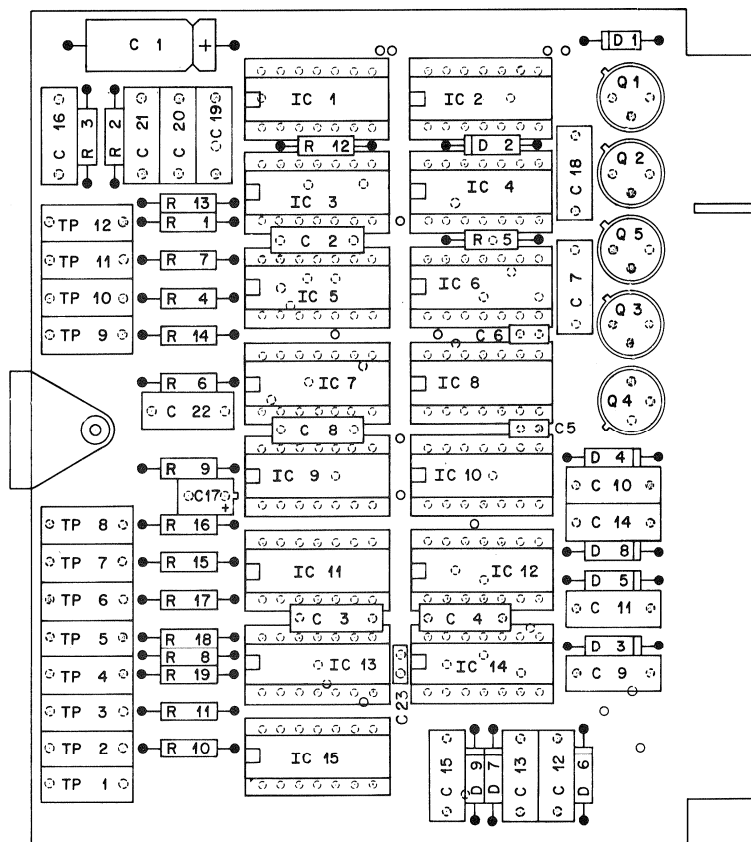 C 1 +
D 1
IC 1
IC 2
Q 1
C 16
R 3
R 2
C 21
C 20
C 19
R 12
D 2
C 18
Q 2
R 13
IC 3
IC 4
TP 12
R 1
C 2
R 5
Q 5
TP 11
R 7
IC 5
IC 6
C 7
TP 10
R 4
Q 3
TP 9
R 14
C 6
R 6
IC 7
IC 8
Q 4
C 22
C 8
C5
R 9
IC 9
IC 10
D 4
C 10
C17
+
TP 8
R 16
C 14
D 8
TP 7
R 15
IC 11
IC 12
D 5
TP 6
R 17
C 3
C 4
C 11
TP 5
R 18
R 8
IC 13
IC 14
D 3
TP 4
R 19
C 9
C 23
TP 3
R 11
TP 2
R 10
IC 15
C 15
D 9
D 7
C 13
C 12
D 6
TP 1